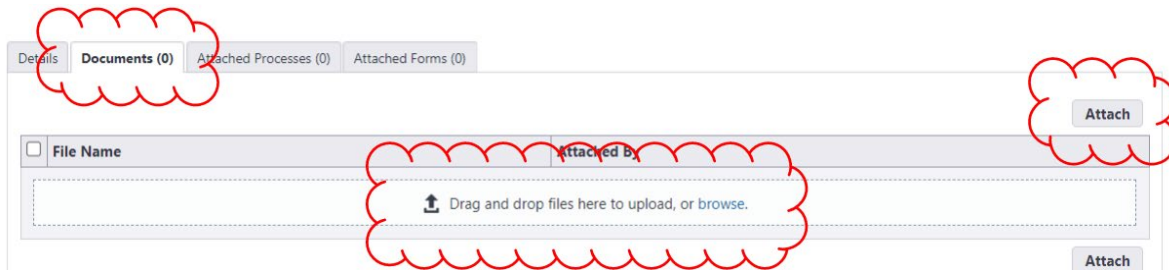 Details Documents (0) Attached Processes (0) Attached Forms (0)
Attach
File Name Attached By
Drag and drop files here to upload, or browse.
Attach